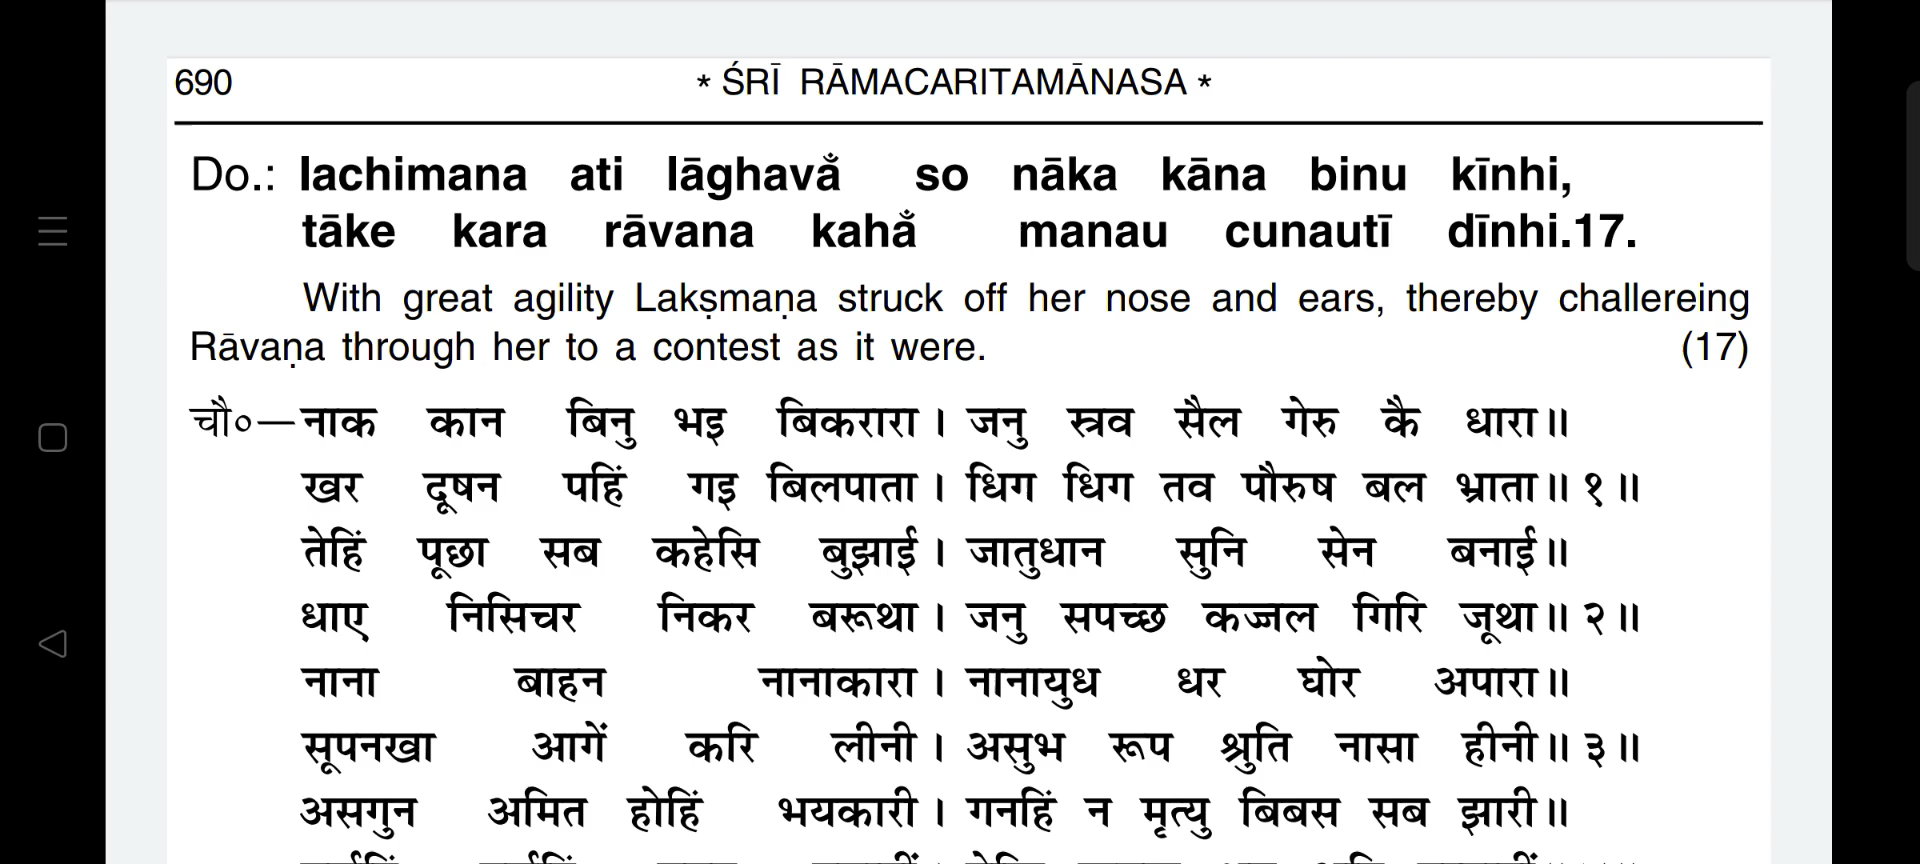 690 * ŚRĪ RĀMACARITAMĀNASA *
Do.: lachimana ati lāghavam̐ so nāka kāna binu kīnhi,
tāke kara rāvana kaham̐ manau cunautī dīnhi.17.
With great agility Lakṣmaṇa struck off her nose and ears, thereby challereing
Rāvaṇa through her to a contest as it were. (17)
चौ०—नाक कान बिनु भइ बिकरारा। जनु स्रव सैल गेरु कै धारा॥
खर दूषन पहिं गइ बिलपाता। धिग धिग तव पौरुष बल भ्राता॥ १॥
तेहिं पूछा सब कहेसि बुझाई। जातुधान सुनि सेन बनाई॥
धाए निसिचर निकर बरूथा। जनु सपच्छ कज्जल गिरि जूथा॥ २॥
नाना बाहन नानाकारा। नानायुध धर घोर अपारा॥
सूपनखा आगें करि लीनी। असुभ रूप श्रुति नासा हीनी॥ ३॥
असगुन अमित होहिं भयकारी। गनहिं न मृत्यु बिबस सब झारी॥